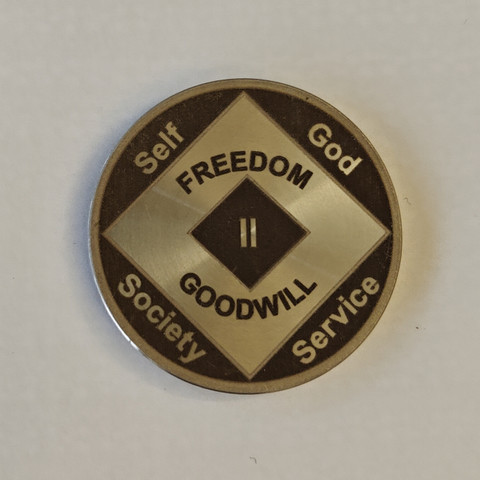 Self
God
FREEDOM
II
GOODWILL
Society
Service